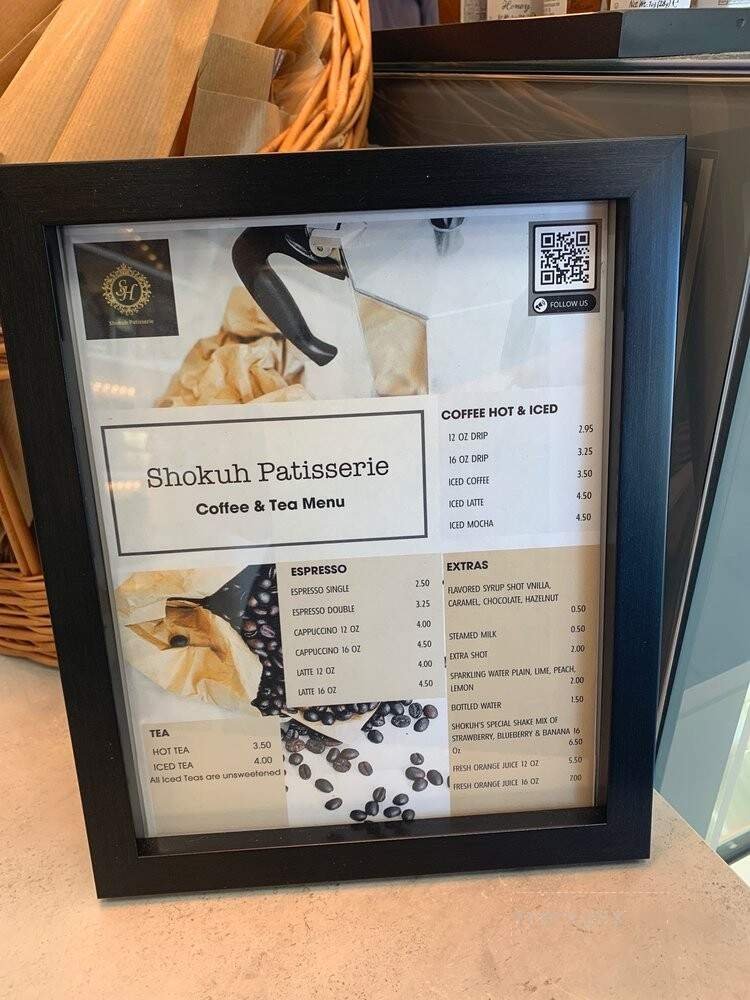 Honey
SH
Shokuh Patisserie
FOLLOW US
Shokuh Patisserie
Coffee & Tea Menu
COFFEE HOT & ICED
12 OZ DRIP 2.95
16 OZ DRIP 3.25
ICED COFFEE 3.50
ICED LATTE 4.50
ICED MOCHA 4.50
ESPRESSO
ESPRESSO SINGLE 2.50
ESPRESSO DOUBLE 3.25
CAPPUCCINO 12 OZ 4.00
CAPPUCCINO 16 OZ 4.50
LATTE 12 OZ 4.00
LATTE 16 OZ 4.50
EXTRAS
FLAVORED SYRUP SHOT VNILLA,
CARAMEL, CHOCOLATE, HAZELNUT
0.50
STEAMED MILK 0.50
EXTRA SHOT 2.00
SPARKLING WATER PLAIN, LIME, PEACH,
LEMON 2.00
BOTTLED WATER 1.50
SHOKUH'S SPECIAL SHAKE MIX OF
STRAWBERRY, BLUEBERRY & BANANA 16
Oz 6.50
FRESH ORANGE JUICE 12 OZ 5.50
FRESH ORANGE JUICE 16 OZ 7.00
TEA
HOT TEA 3.50
ICED TEA 4.00
All Iced Teas are unsweetened